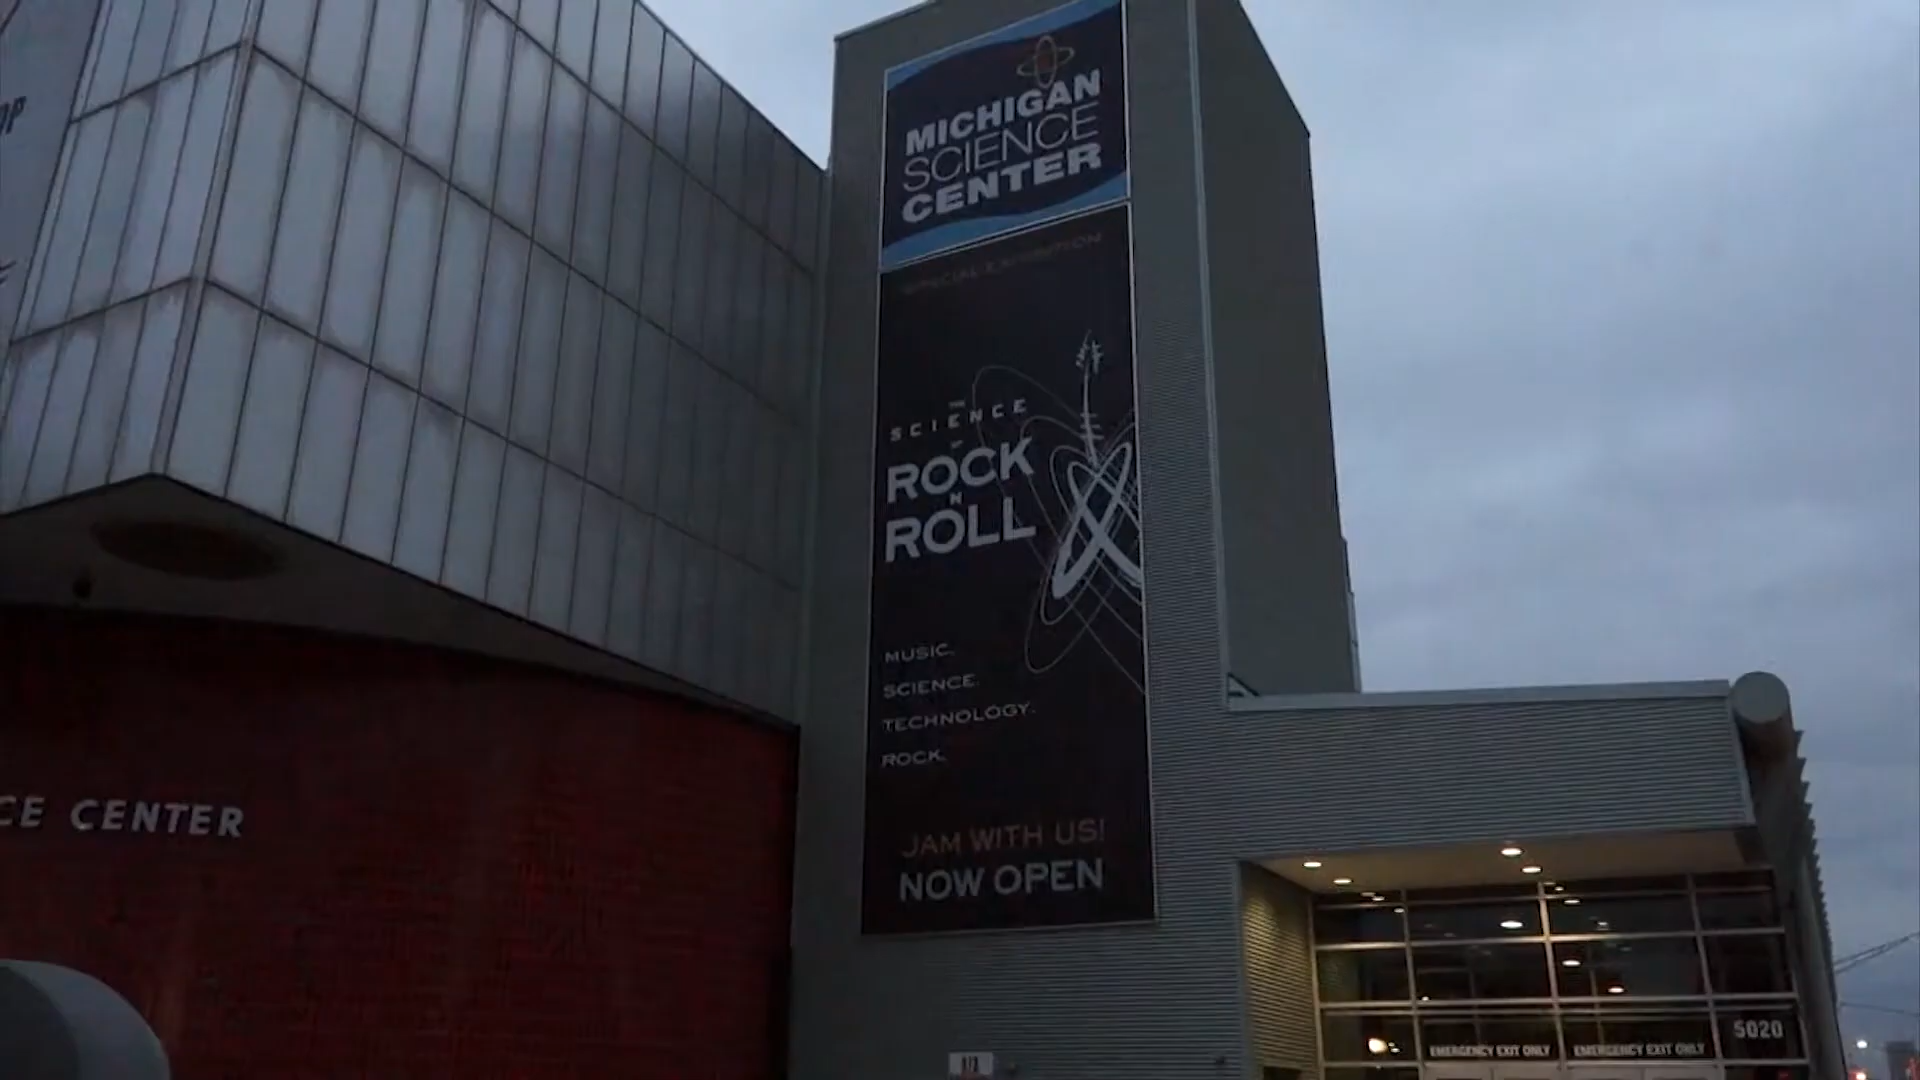 MICHIGAN
SCIENCE
CENTER
SPECIAL EXHIBITION
THE
SCIENCE
OF
ROCK
N
ROLL
MUSIC.
SCIENCE.
TECHNOLOGY.
ROCK.
JAM WITH US!
NOW OPEN
CE CENTER
5020
EMERGENCY EXIT ONLY
EMERGENCY EXIT ONLY